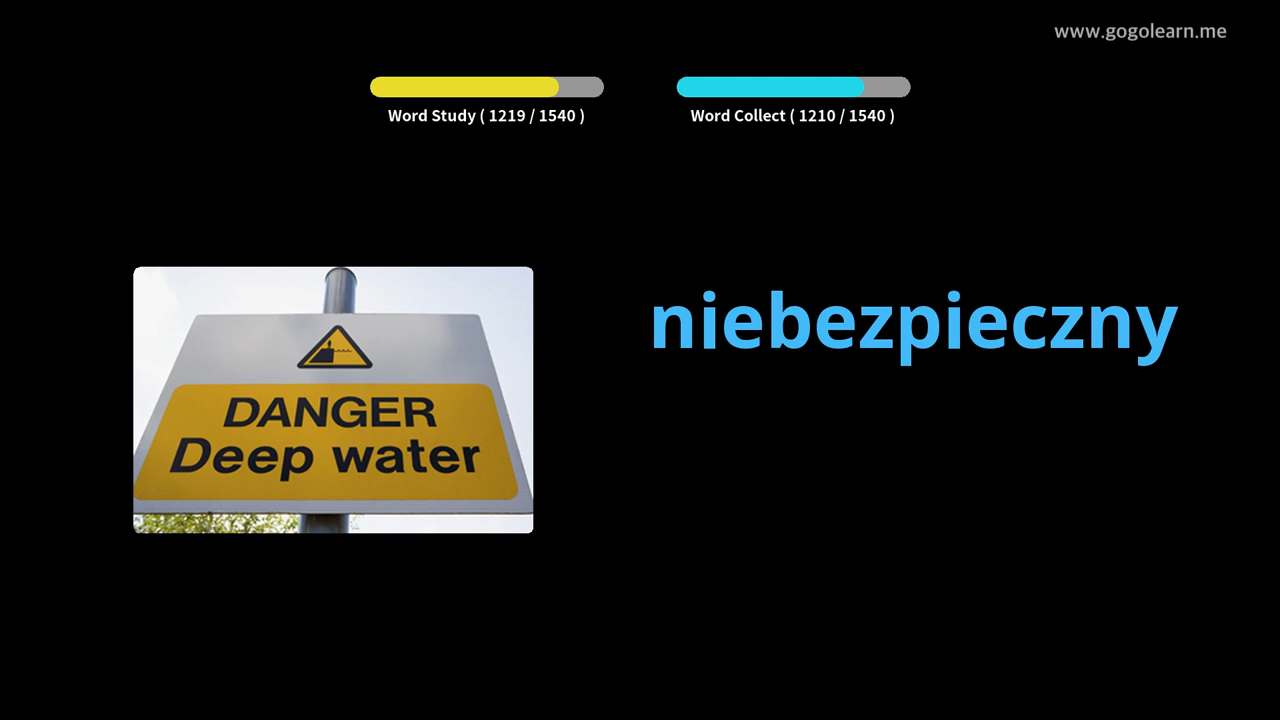 www.gogolearn.me
Word Study ( 1219 / 1540 )
Word Collect ( 1210 / 1540 )
niebezpieczny
DANGER
Deep water